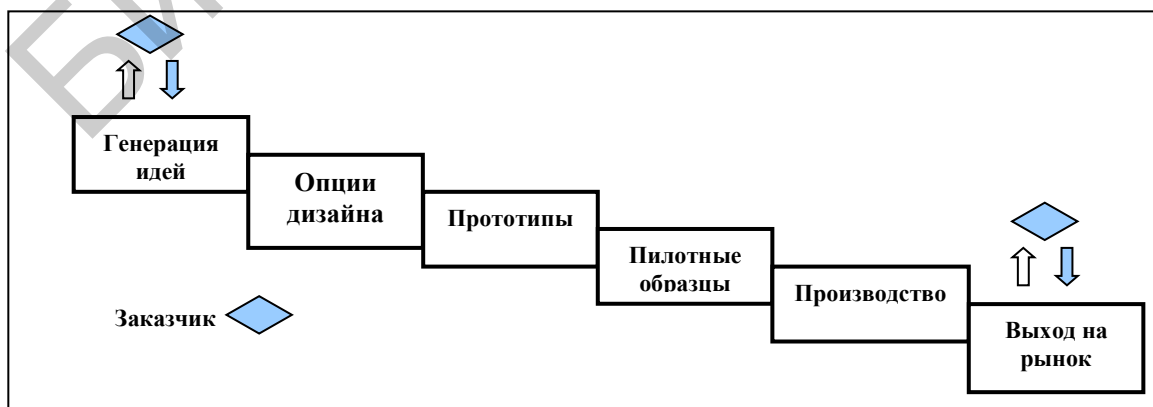 Генерация
идей
Опции
дизайна
Прототипы
Пилотные
образцы
Производство
Выход на
рынок
Заказчик